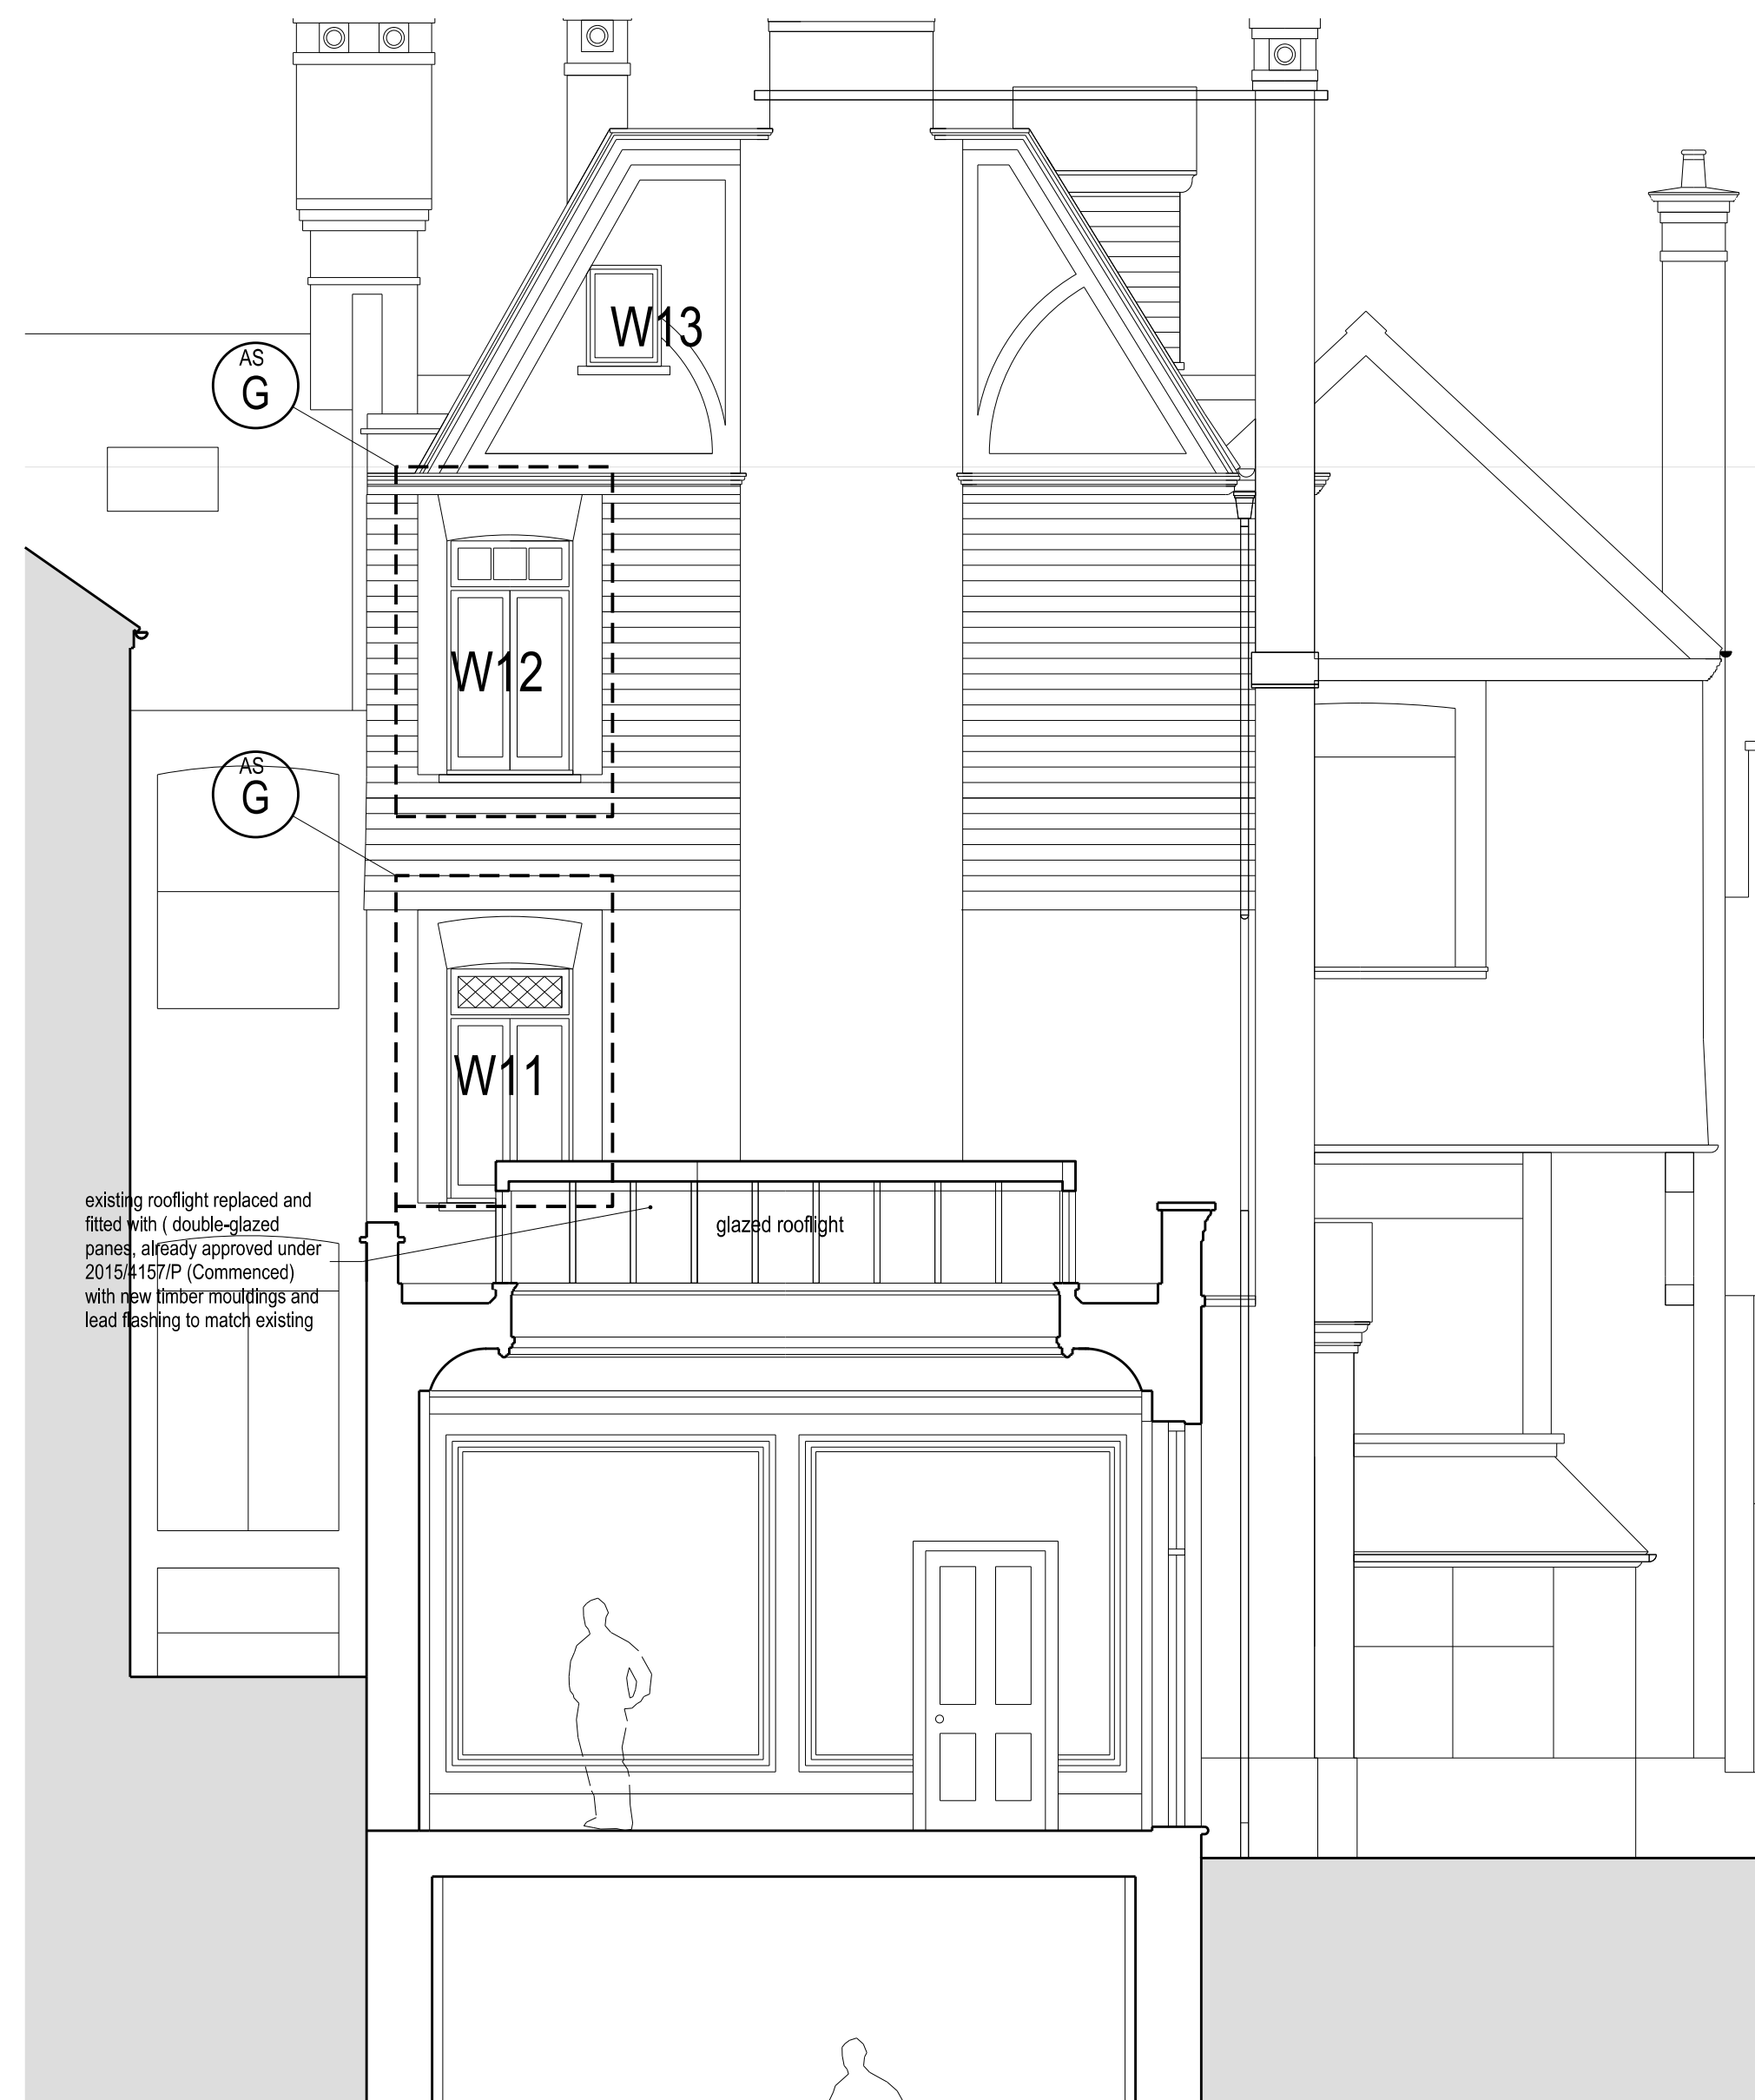 W13
AS
G
W12
AS
G
W11
existing rooflight replaced and
fitted with ( double-glazed
panes, already approved under
2015/4157/P (Commenced)
with new timber mouldings and
lead flashing to match existing
glazed rooflight